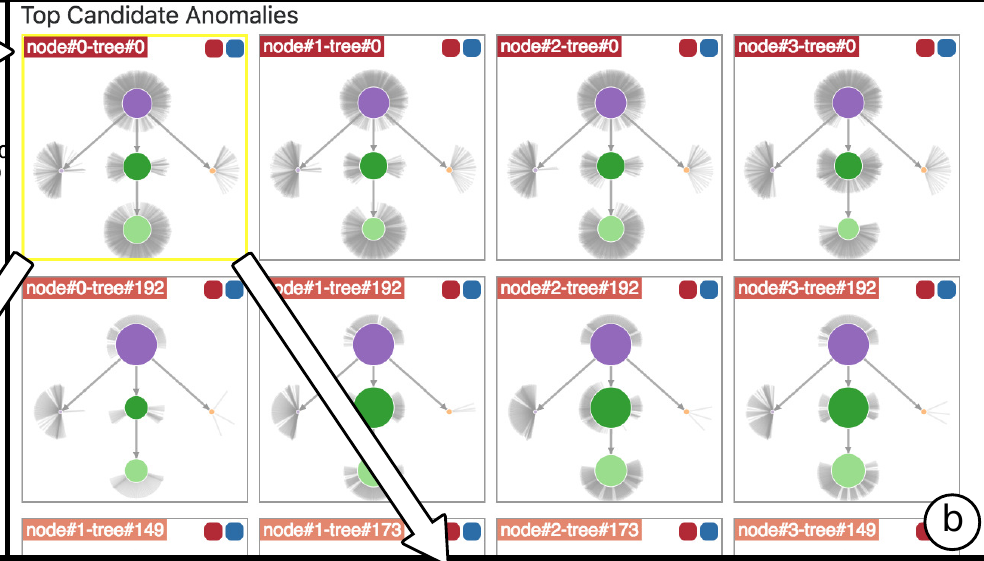 Top Candidate Anomalies
node#0-tree#0
node#1-tree#0
node#2-tree#0
node#3-tree#0
node#0-tree#192
node#1-tree#192
node#2-tree#192
node#3-tree#192
node#1-tree#149
node#1-tree#173
node#2-tree#173
node#3-tree#149
b